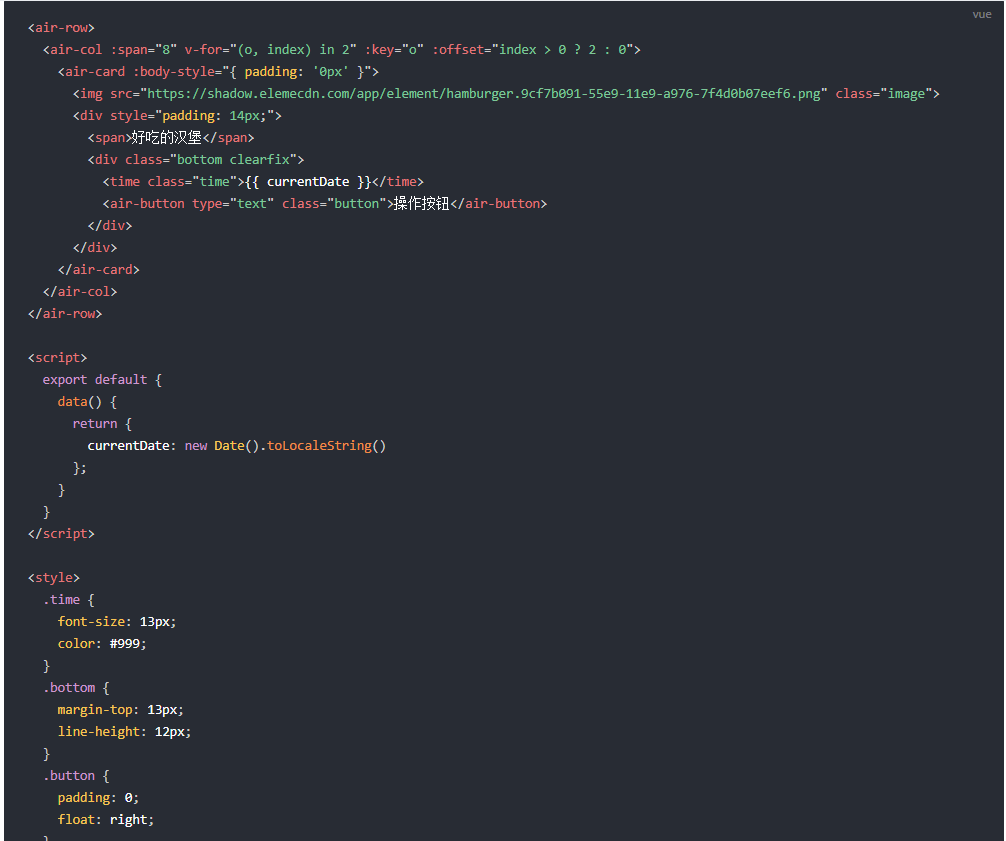 vue
<air-row>
  <air-col :span="8" v-for="(o, index) in 2" :key="o" :offset="index > 0 ? 2 : 0">
    <air-card :body-style="{ padding: '0px' }">
      <img src="https://shadow.elemecdn.com/app/element/hamburger.9cf7b091-55e9-11e9-a976-7f4d0b07eef6.png" class="image">
      <div style="padding: 14px;">
        <span>好吃的汉堡</span>
        <div class="bottom clearfix">
          <time class="time">{{ currentDate }}</time>
          <air-button type="text" class="button">操作按钮</air-button>
        </div>
      </div>
    </air-card>
  </air-col>
</air-row>

<script>
  export default {
    data() {
      return {
        currentDate: new Date().toLocaleString()
      };
    }
  }
</script>

<style>
  .time {
    font-size: 13px;
    color: #999;
  }
  .bottom {
    margin-top: 13px;
    line-height: 12px;
  }
  .button {
    padding: 0;
    float: right;
  }